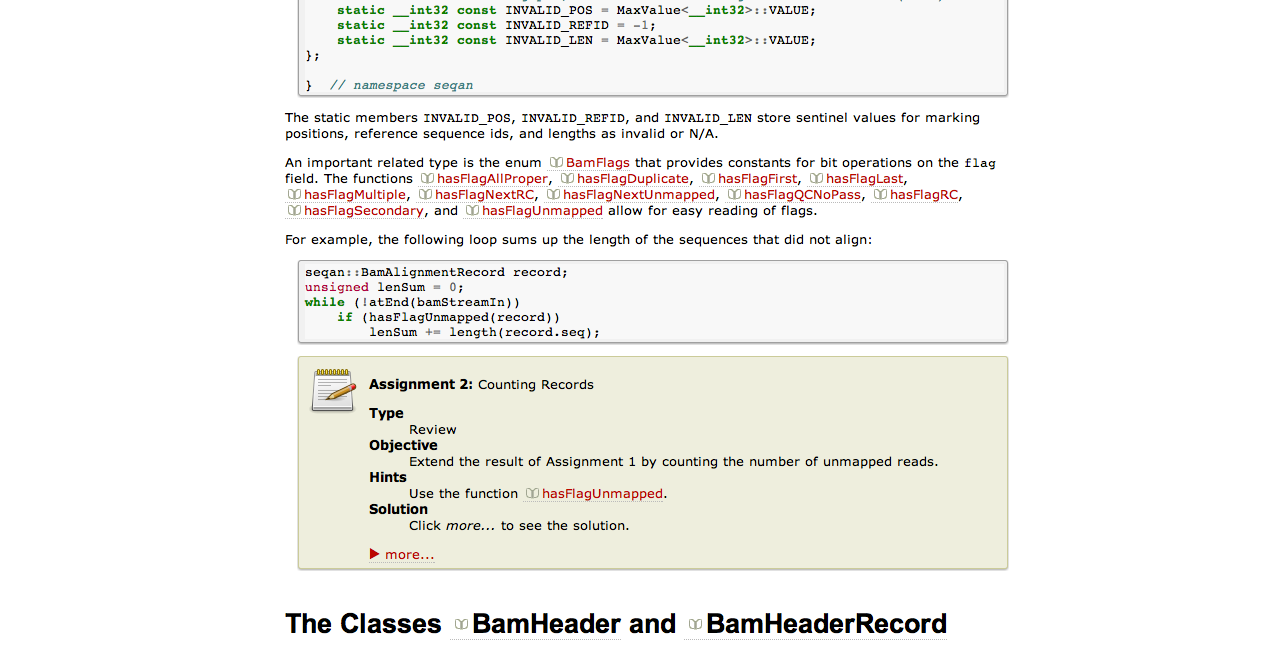 static __int32 const INVALID_POS = MaxValue<__int32>::VALUE;
static __int32 const INVALID_REFID = -1;
static __int32 const INVALID_LEN = MaxValue<__int32>::VALUE;
};
} // namespace seqan
The static members INVALID_POS, INVALID_REFID, and INVALID_LEN store sentinel values for marking
positions, reference sequence ids, and lengths as invalid or N/A.
An important related type is the enum BamFlags that provides constants for bit operations on the flag
field. The functions hasFlagAllProper, hasFlagDuplicate, hasFlagFirst, hasFlagLast,
hasFlagMultiple, hasFlagNextRC, hasFlagNextUnmapped, hasFlagQCNoPass, hasFlagRC,
hasFlagSecondary, and hasFlagUnmapped allow for easy reading of flags.
For example, the following loop sums up the length of the sequences that did not align:
seqan::BamAlignmentRecord record;
unsigned lenSum = 0;
while (!atEnd(bamStreamIn))
if (hasFlagUnmapped(record))
lenSum += length(record.seq);
Assignment 2: Counting Records
Type
Review
Objective
Extend the result of Assignment 1 by counting the number of unmapped reads.
Hints
Use the function hasFlagUnmapped.
Solution
Click more... to see the solution.
more...
The Classes BamHeader and BamHeaderRecord